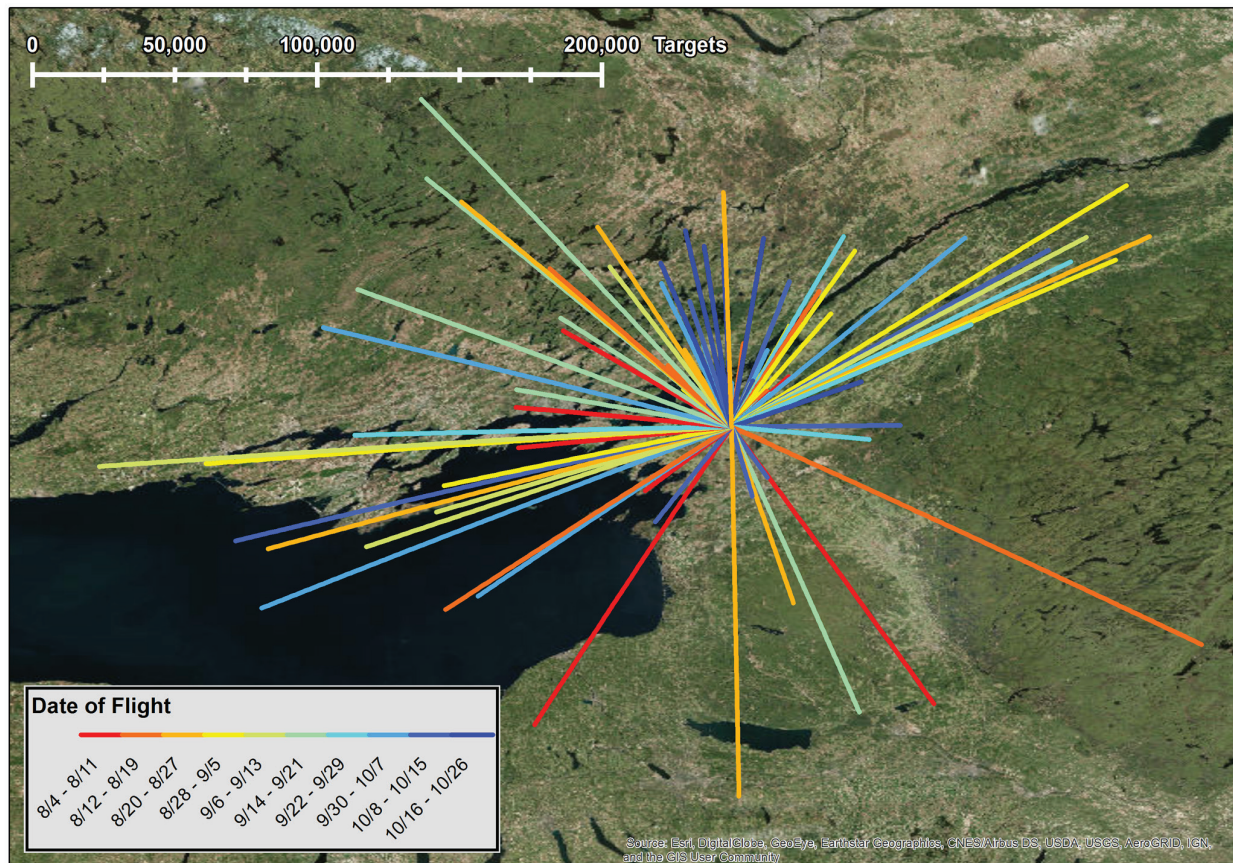 0 50,000 100,000 200,000 Targets
Date of Flight
8/4 - 8/11
8/12 - 8/19
8/20 - 8/27
8/28 - 9/5
9/6 - 9/13
9/14 - 9/21
9/22 - 9/29
9/30 - 10/7
10/8 - 10/15
10/16 - 10/26
Source: Esri, DigitalGlobe, GeoEye, Earthstar Geographics, CNES/Airbus DS, USDA, USGS, AeroGRID, IGN,
and the GIS User Community